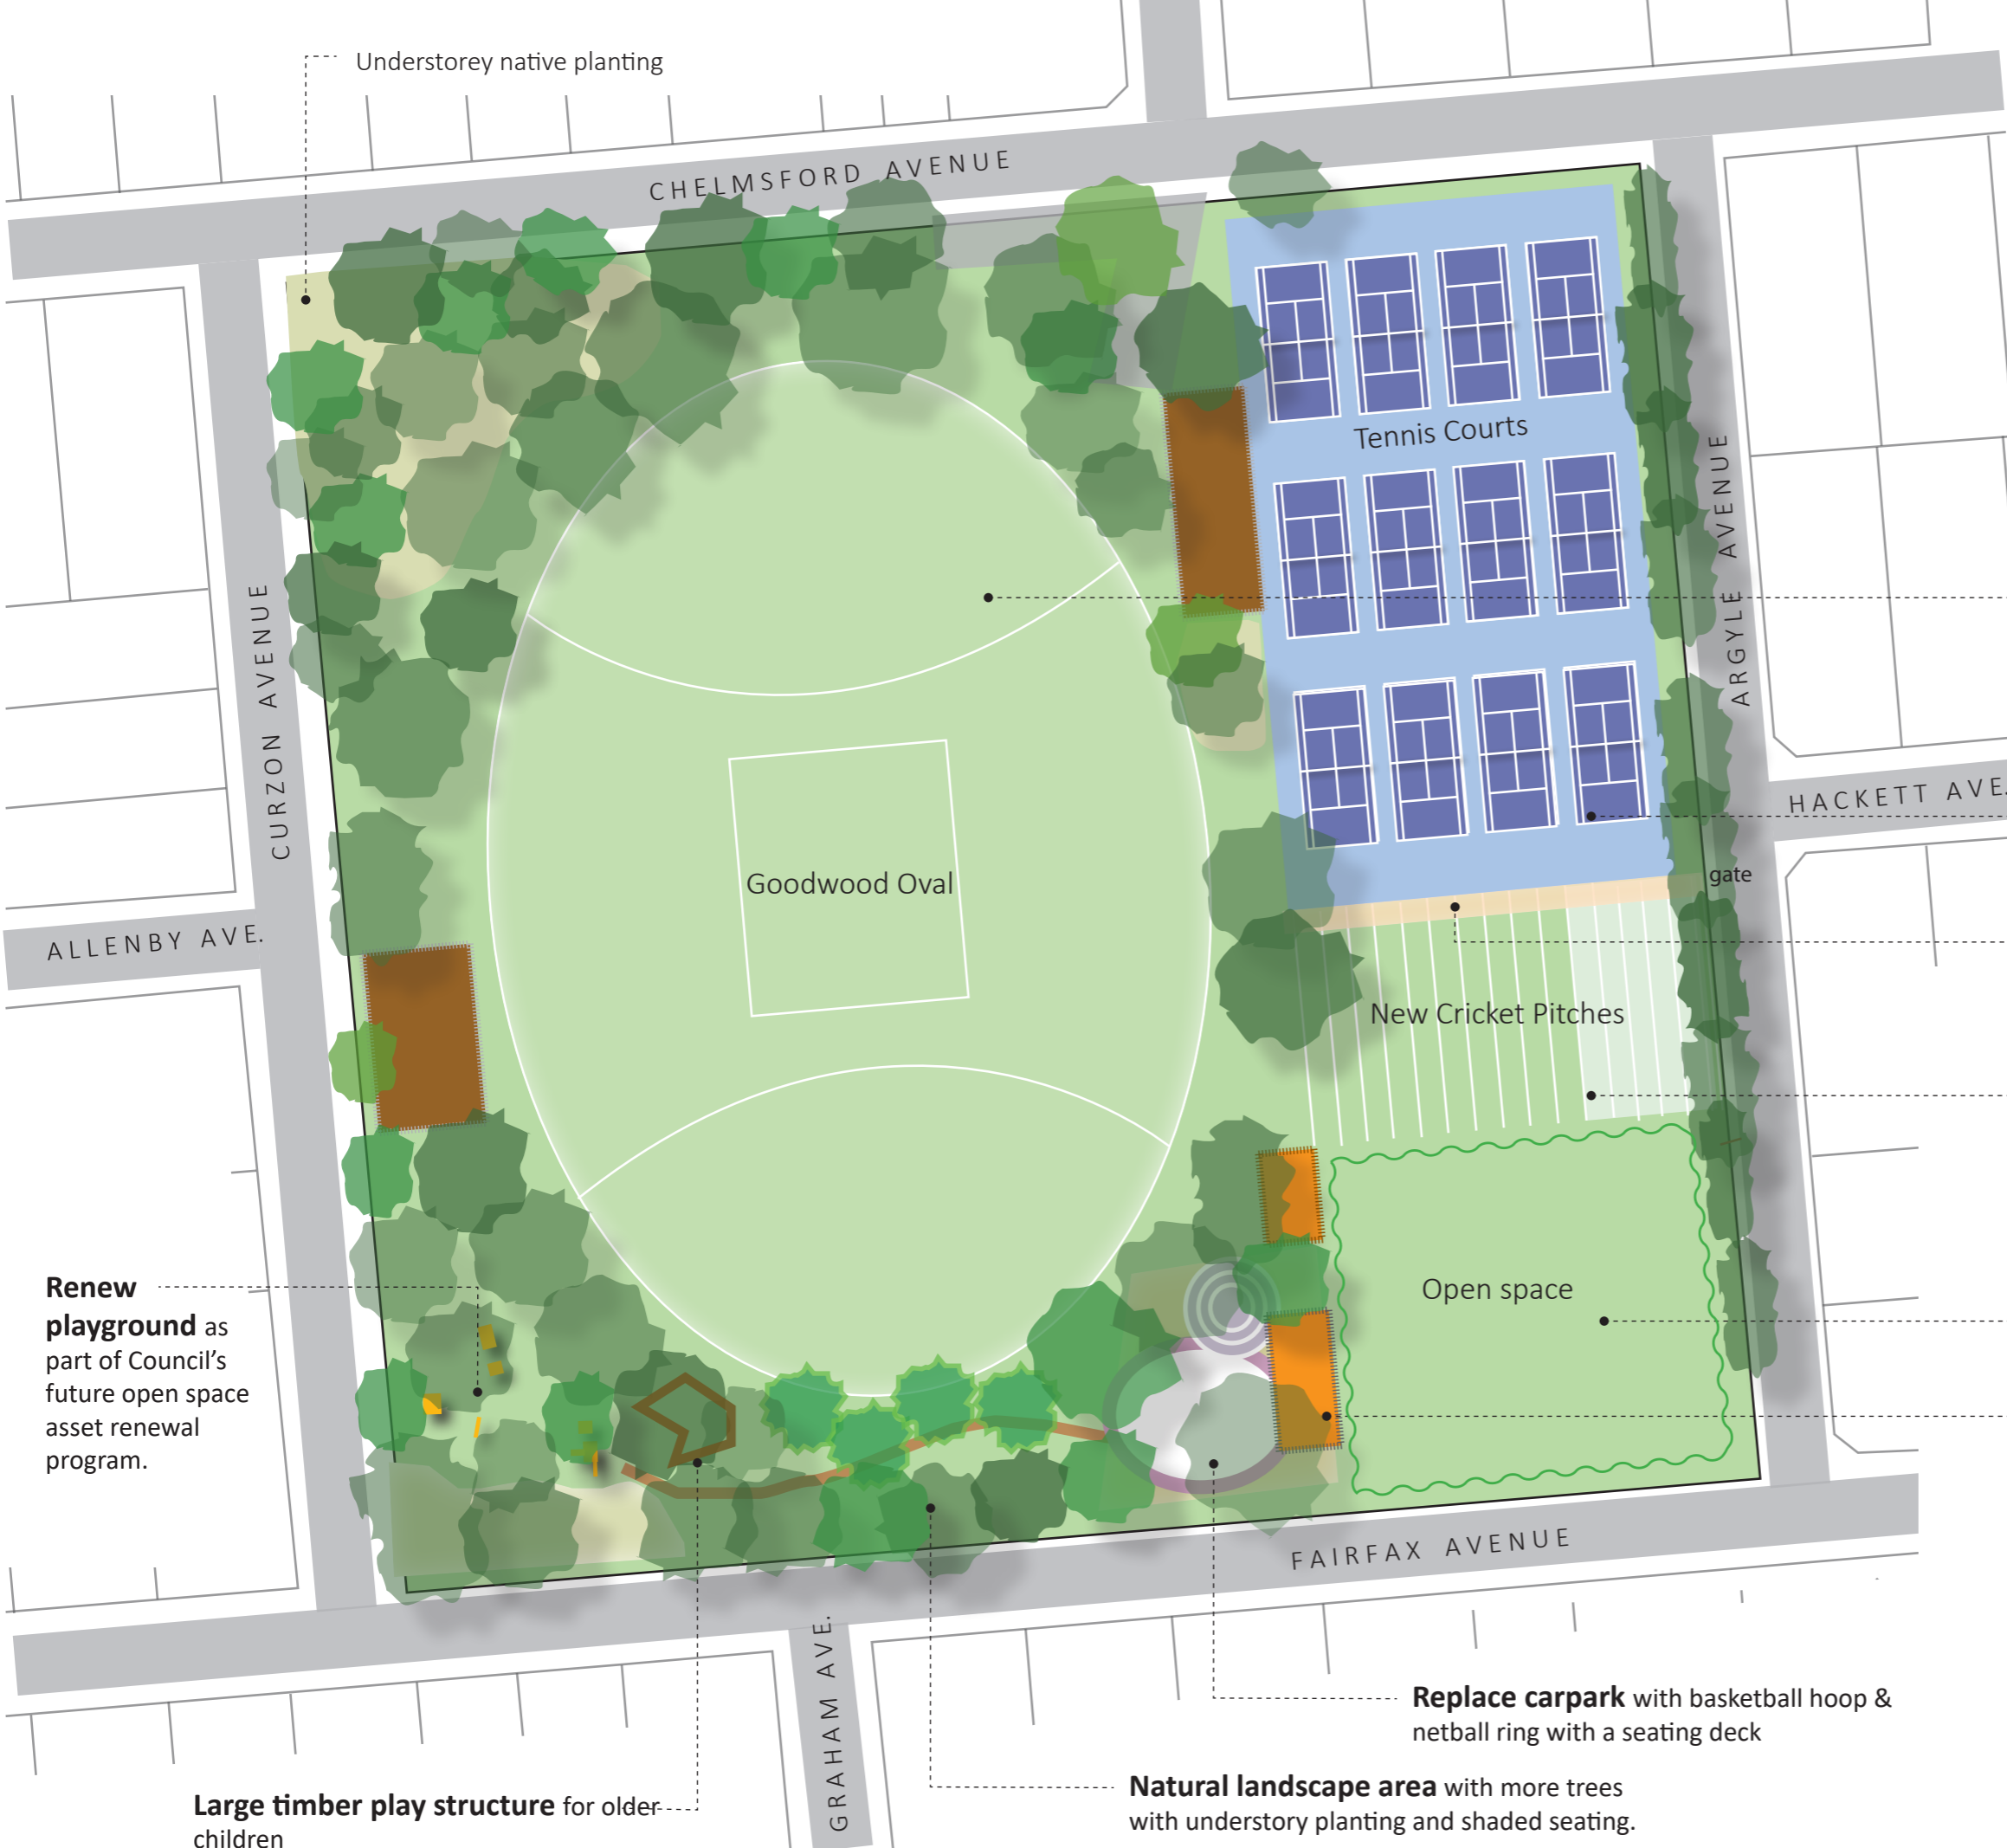 Understorey native planting
CHELMSFORD AVENUE
Tennis Courts
ARGYLE AVENUE
CURZON AVENUE
HACKETT AVE.
gate
Goodwood Oval
ALLENBY AVE.
New Cricket Pitches
Open space
Renew
playground as
part of Council's
future open space
asset renewal
program.
FAIRFAX AVENUE
GRAHAM AVE.
Replace carpark with basketball hoop &
netball ring with a seating deck
Natural landscape area with more trees
with understory planting and shaded seating.
Large timber play structure for older
children